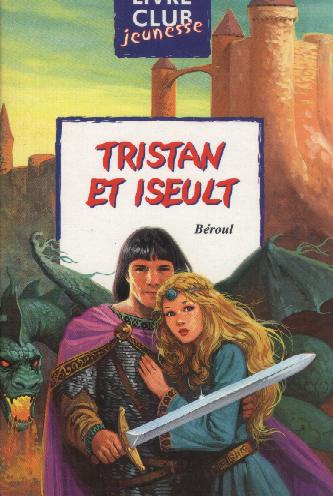 LIVRE
CLUB
jeunesse
TRISTAN
ET ISEULT
Béroul